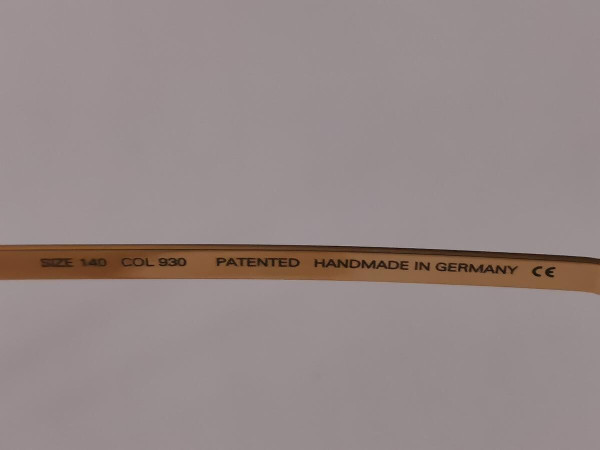 SIZE 140 COL 930 PATENTED HANDMADE IN GERMANY CE